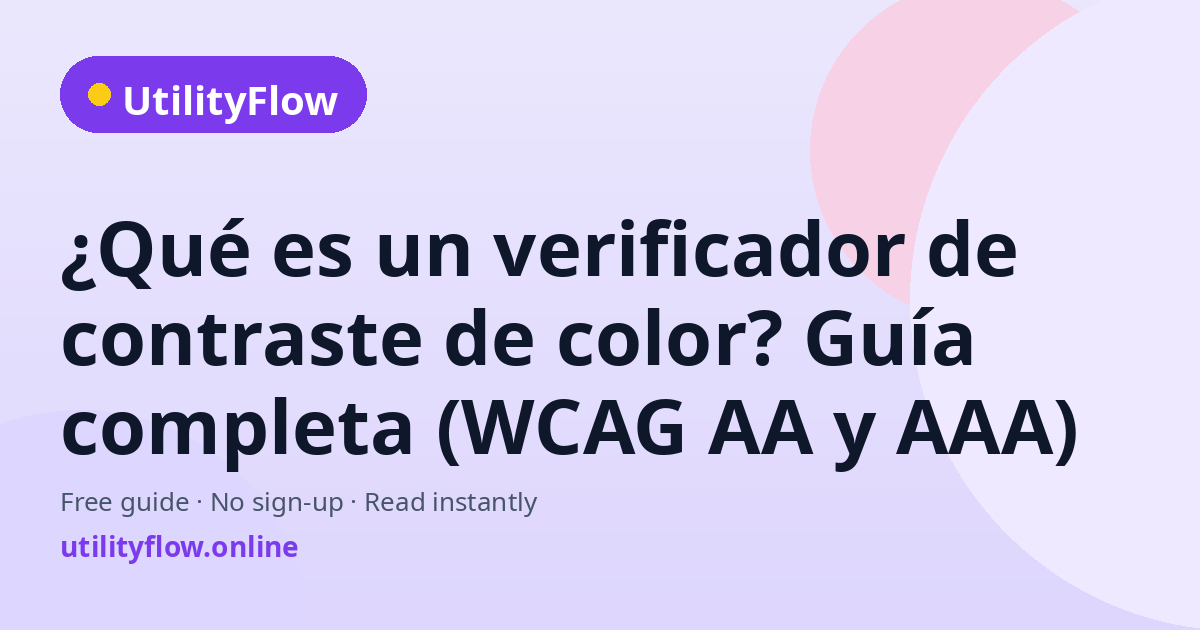 UtilityFlow
¿Qué es un verificador de
contraste de color? Guía
completa (WCAG AA y AAA)
Free guide · No sign-up · Read instantly
utilityflow.online